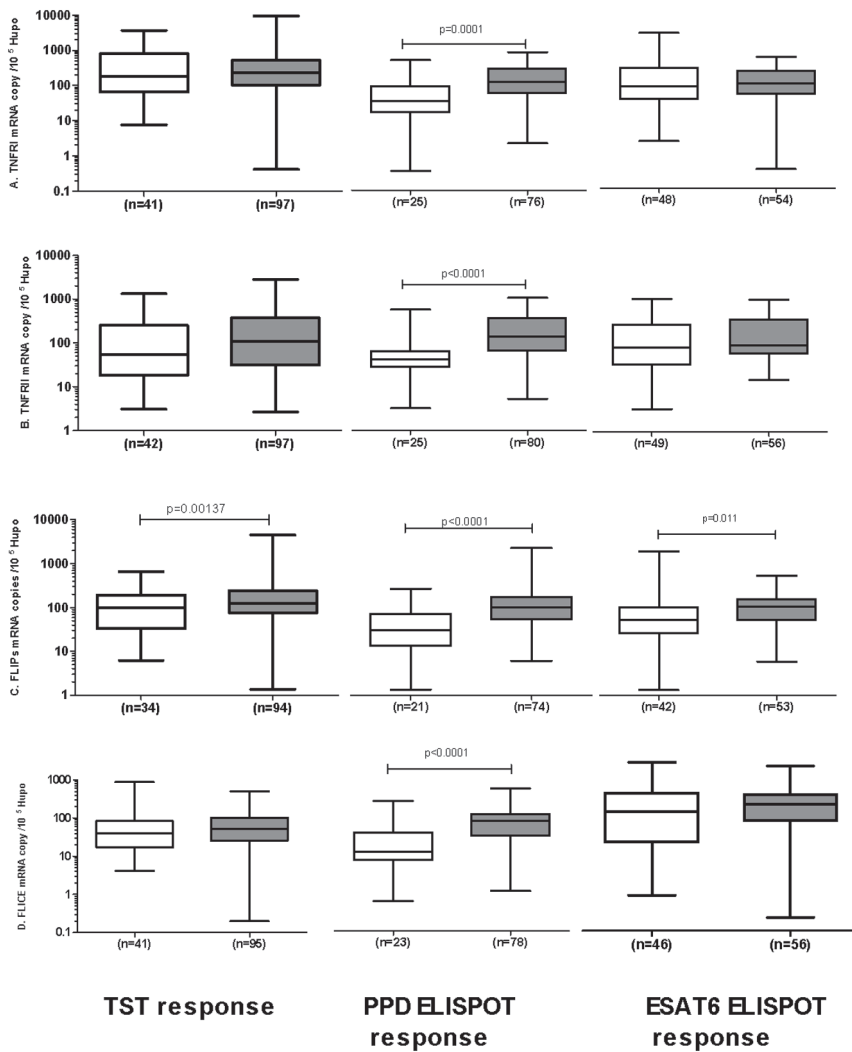 A. TNFRI mRNA copy /10 5 Hupo
10000
1000
100
10
1
0.1
p=0.0001
(n=41)
(n=97)
(n=25)
(n=76)
(n=48)
(n=54)
B. TNFRII mRNA copy /10 5 Hupo
10000
1000
100
10
1
p<0.0001
(n=42)
(n=97)
(n=25)
(n=80)
(n=49)
(n=56)
C. FLIPs mRNA copies /10 5 Hupo
10000
1000
100
10
1
p=0.00137
p<0.0001
p=0.011
(n=34)
(n=94)
(n=21)
(n=74)
(n=42)
(n=53)
D. FLICE mRNA copy /10 5 Hupo
1000
100
10
1
0.1
p<0.0001
(n=41)
(n=95)
(n=23)
(n=78)
(n=46)
(n=56)
TST response
PPD ELISPOT
response
ESAT6 ELISPOT
response